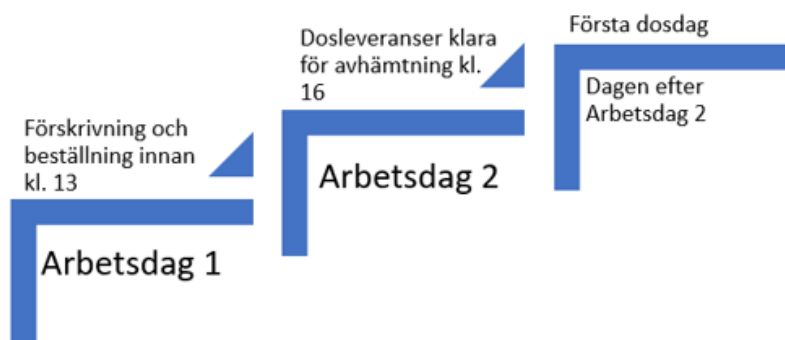 Förskrivning och
beställning innan
kl. 13
Arbetsdag 1
Dosleveranser klara
för avhämtning kl.
16
Arbetsdag 2
Första dosdag
Dagen efter
Arbetsdag 2